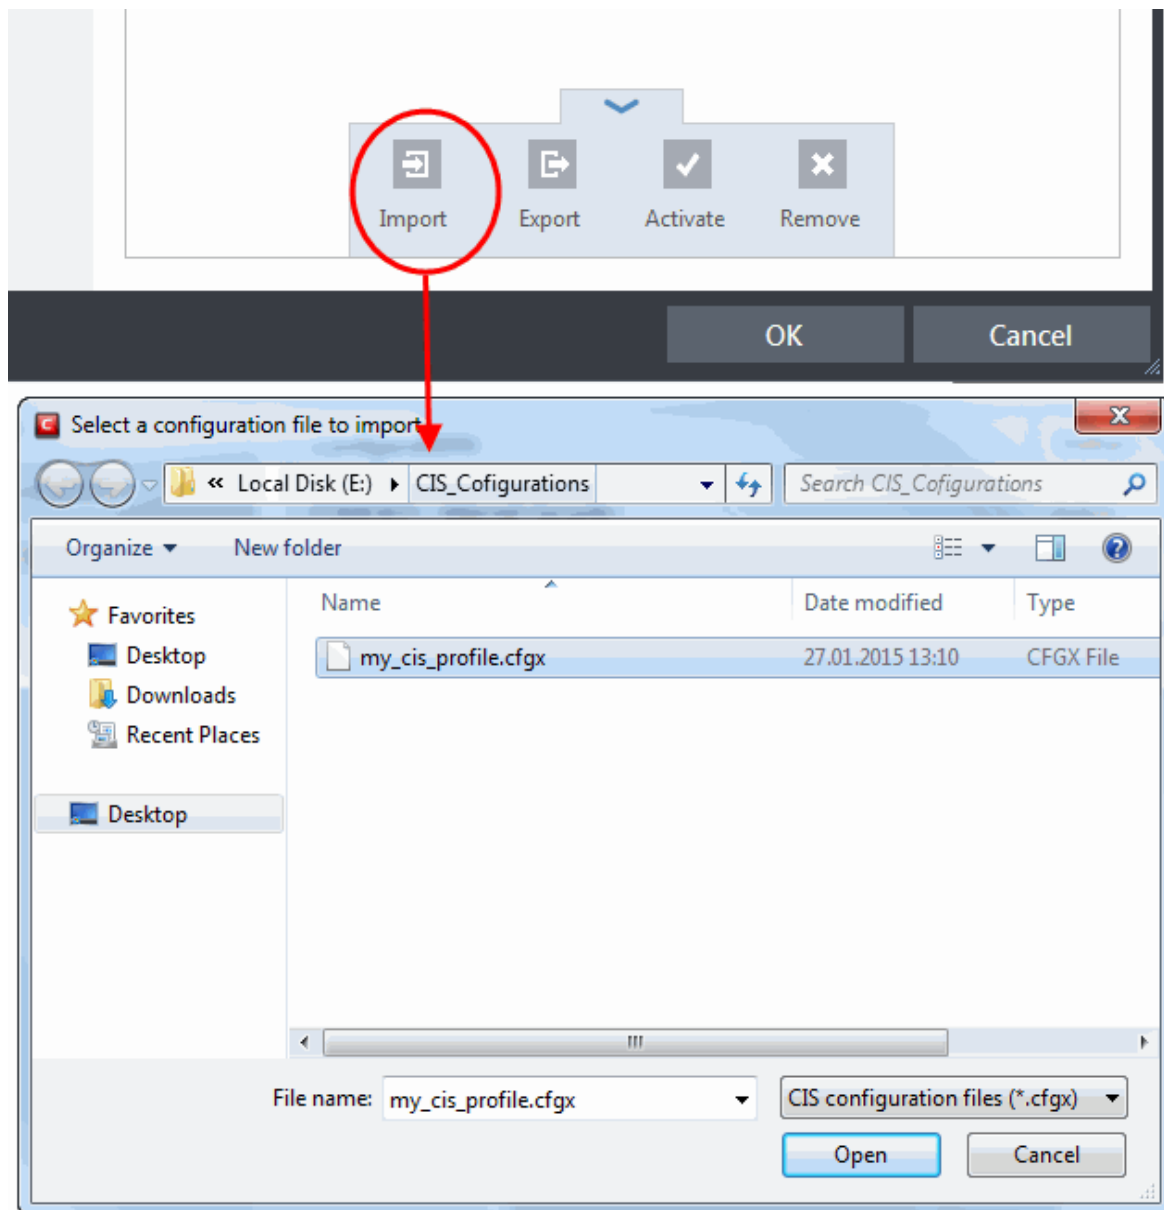 Import Export Activate Remove
OK Cancel
Select a configuration file to import
« Local Disk (E:) CIS_Cofigurations Search CIS_Cofigurations
Organize New folder
Name Date modified Type
Favorites
my_cis_profile.cfgx 27.01.2015 13:10 CFGX File
Desktop
Downloads
Recent Places
Desktop
File name: my_cis_profile.cfgx CIS configuration files (*.cfgx)
Open Cancel